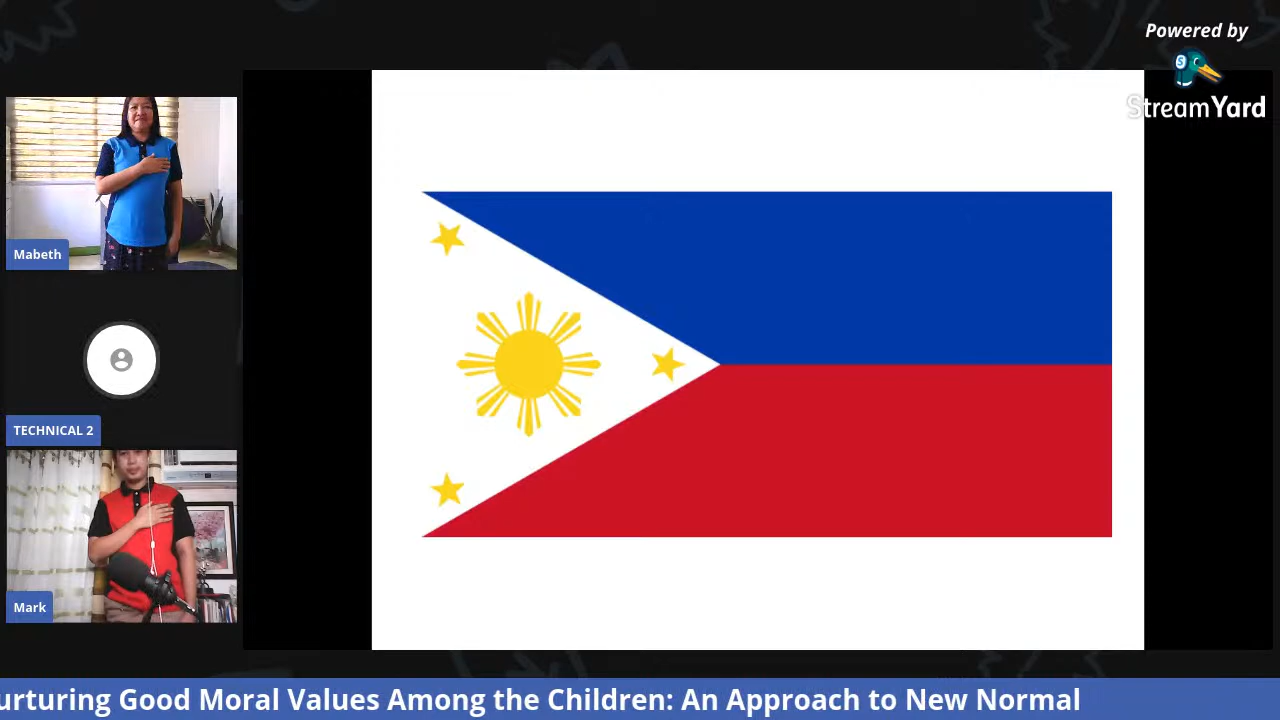 Powered by
StreamYard
Mabeth
TECHNICAL 2
Mark
urturing Good Moral Values Among the Children: An Approach to New Normal